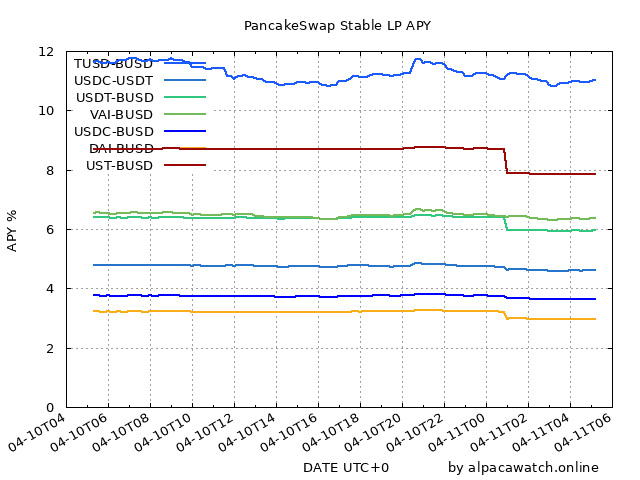 PancakeSwap Stable LP APY
12
10
8
6
4
2
0
APY %
TUSD-BUSD
USDC-USDT
USDT-BUSD
VAI-BUSD
USDC-BUSD
DAI-BUSD
UST-BUSD
04-10T04
04-10T06
04-10T08
04-10T10
04-10T12
04-10T14
04-10T16
04-10T18
04-10T20
04-10T22
04-11T00
04-11T02
04-11T04
04-11T06
DATE UTC+0
by alpacawatch.online